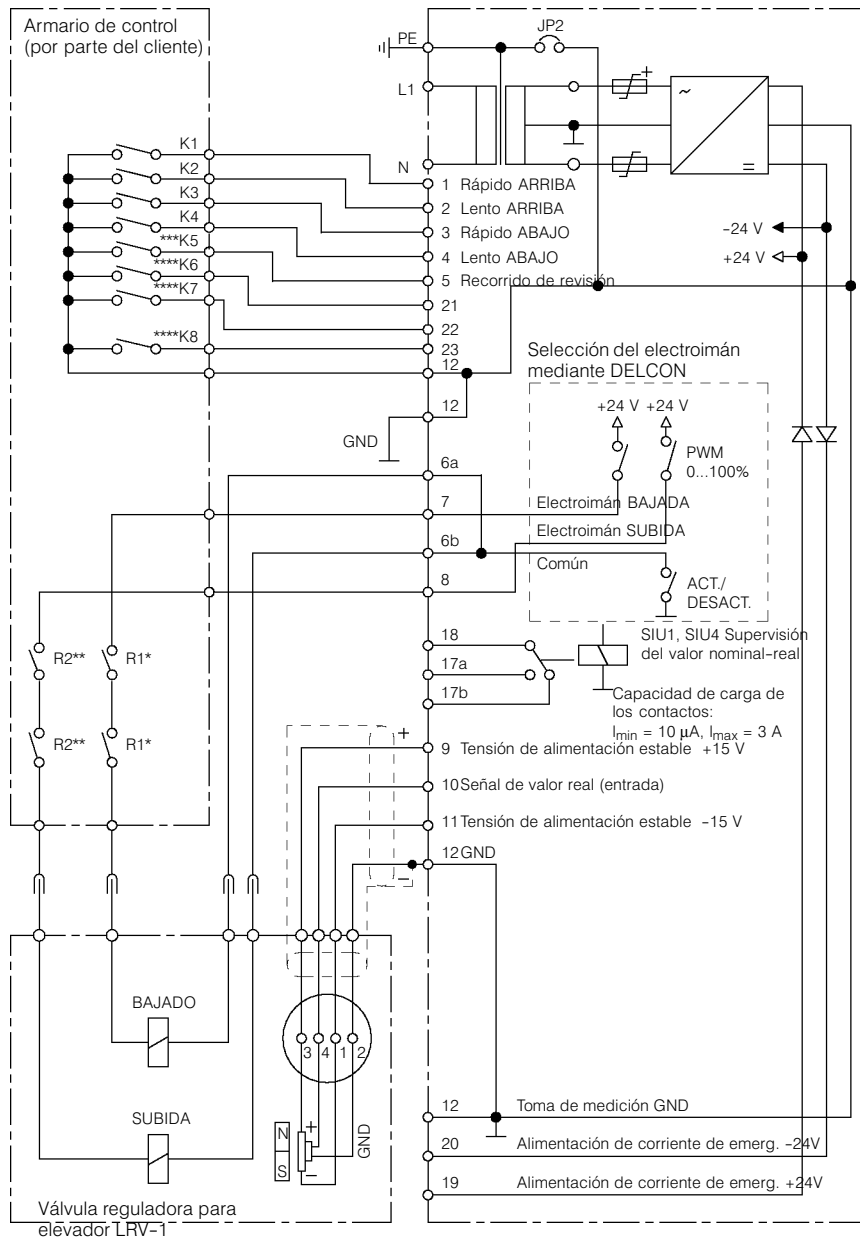 Armario de control
(por parte del cliente)
JP2
PE
L1
N
+
~
=
K1
K2
K3
K4
***K5
****K6
****K7
****K8
1 Rápido ARRIBA
2 Lento ARRIBA
3 Rápido ABAJO
4 Lento ABAJO
5 Recorrido de revisión
21
22
23
12
12
GND
-24 V
+24 V
Selección del electroimán
mediante DELCON
+24 V +24 V
PWM
0...100%
6a
7
Electroimán BAJADA
Electroimán SUBIDA
6b
Común
8
ACT./
DESACT.
R2** R1*
R2** R1*
18
17a
17b
SIU1, SIU4 Supervisión
del valor nominal-real
Capacidad de carga de
los contactos:
Imin = 10 µA, Imax = 3 A
+
9 Tensión de alimentación estable +15 V
10 Señal de valor real (entrada)
11 Tensión de alimentación estable -15 V
12 GND
–
BAJADO
3 4 1 2
SUBIDA
N
S
+
–
GND
12 Toma de medición GND
20 Alimentación de corriente de emerg. -24V
19 Alimentación de corriente de emerg. +24V
Válvula reguladora para
elevador LRV-1